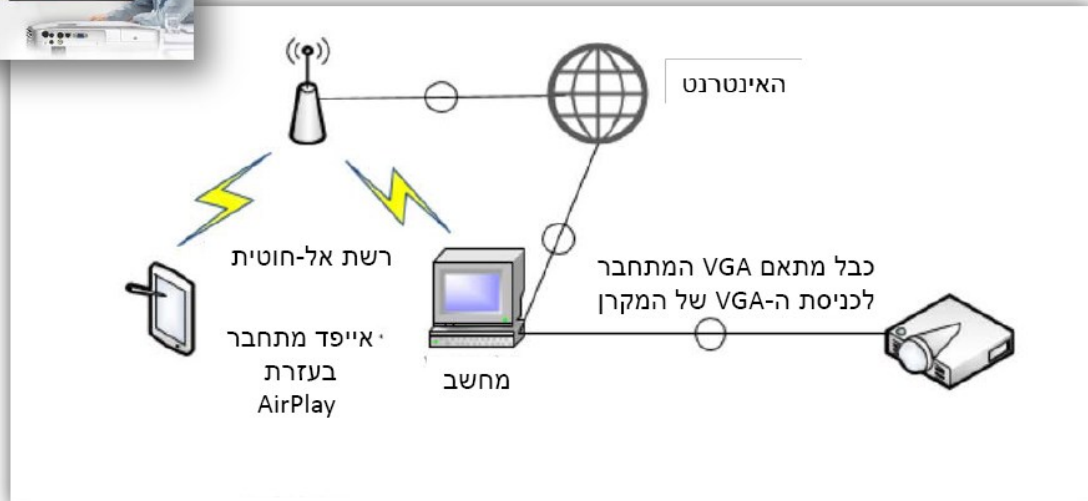 האינטרנט
רשת אל-חוטית
כבל מתאם VGA המתחבר
לכניסת ה-VGA של המקרן
אייפד מתחבר
בעזרת
AirPlay
מחשב